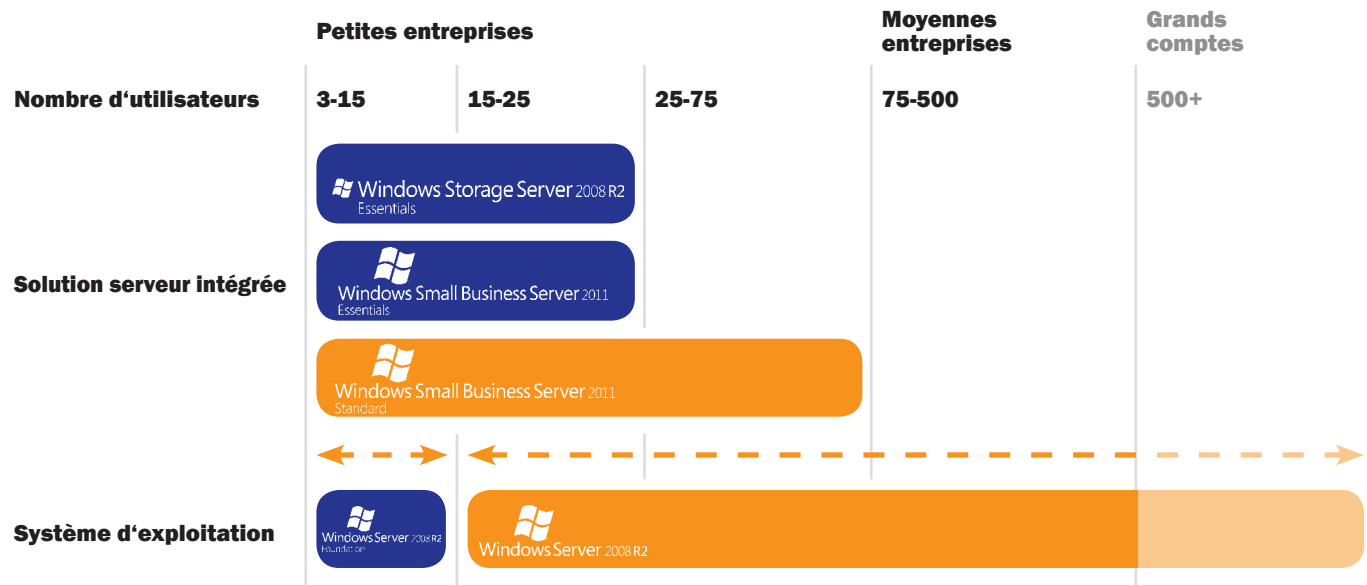 Petites entreprises
Moyennes
entreprises
Grands
comptes
Nombre d‘utilisateurs
3-15
15-25
25-75
75-500
500+
Windows Storage Server 2008 R2
Essentials
Solution serveur intégrée
Windows Small Business Server 2011
Essentials
Windows Small Business Server 2011
Standard
Système d‘exploitation
Windows Server 2008 R2
Foundation
Windows Server 2008 R2